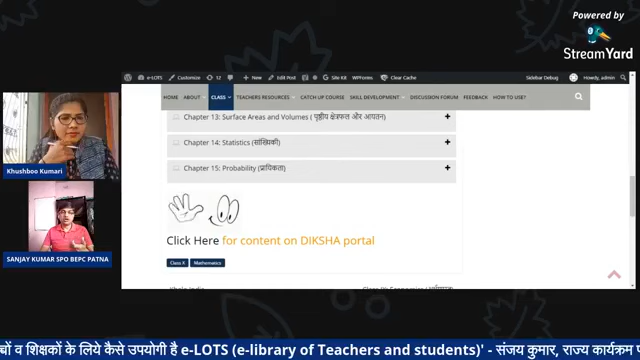 Powered by
StreamYard
e-LOTS Customize 12 + New Edit Post Site Kit WPForms Clear Cache Sidebar Debug Howdy, admin
HOME ABOUT CLASS TEACHERS RESOURCES CATCH UP COURSE SKILL DEVELOPMENT DISCUSSION FORUM FEEDBACK HOW TO USE?
Chapter 13: Surface Areas and Volumes ( पृष्ठीय क्षेत्रफल और आयतन)
Chapter 14: Statistics (सांख्यिकी)
Chapter 15: Probability (प्रायिकता)
Click Here for content on DIKSHA portal
Class X Mathematics
Khushboo Kumari
SANJAY KUMAR SPO BEPC PATNA
व शिक्षकों के लिये कैसे उपयोगी है e-LOTS (e-library of Teachers and students)' - संजय कुमार, राज्य कार्यक्रम